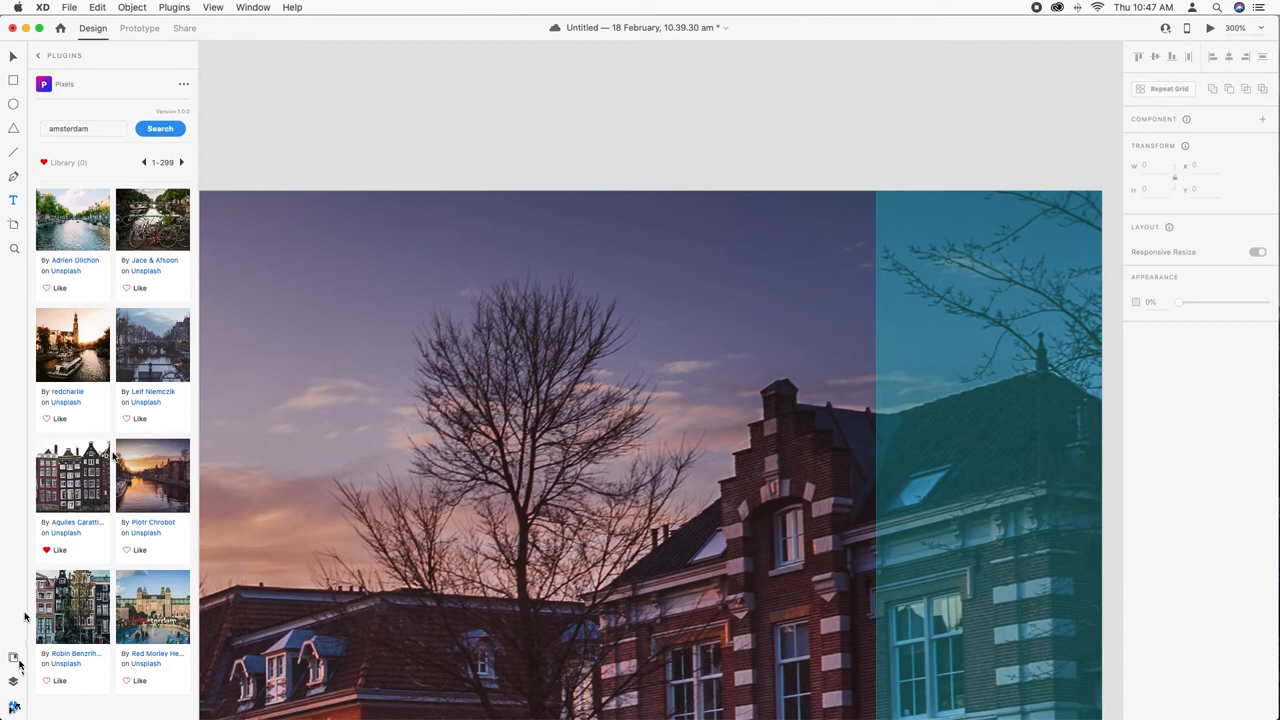 XD File Edit Object Plugins View Window Help
Thu 10:47 AM
Design Prototype Share
Untitled — 18 February, 10.39.30 am *
300%
PLUGINS
P Pixels
Version 1.0.0
amsterdam Search
Library (0) 1-299
By Adrien Olichon
on Unsplash
Like
By Jace & Afsoon
on Unsplash
Like
By redcharlie
on Unsplash
Like
By Leif Niemczik
on Unsplash
Like
By Aquiles Caratti...
on Unsplash
Like
By Piotr Chrobot
on Unsplash
Like
By Robin Benzrih...
on Unsplash
Like
By Red Morley He...
on Unsplash
Like
Repeat Grid
COMPONENT
TRANSFORM
W 0 X 0
H 0 Y 0
LAYOUT
Responsive Resize
APPEARANCE
0%